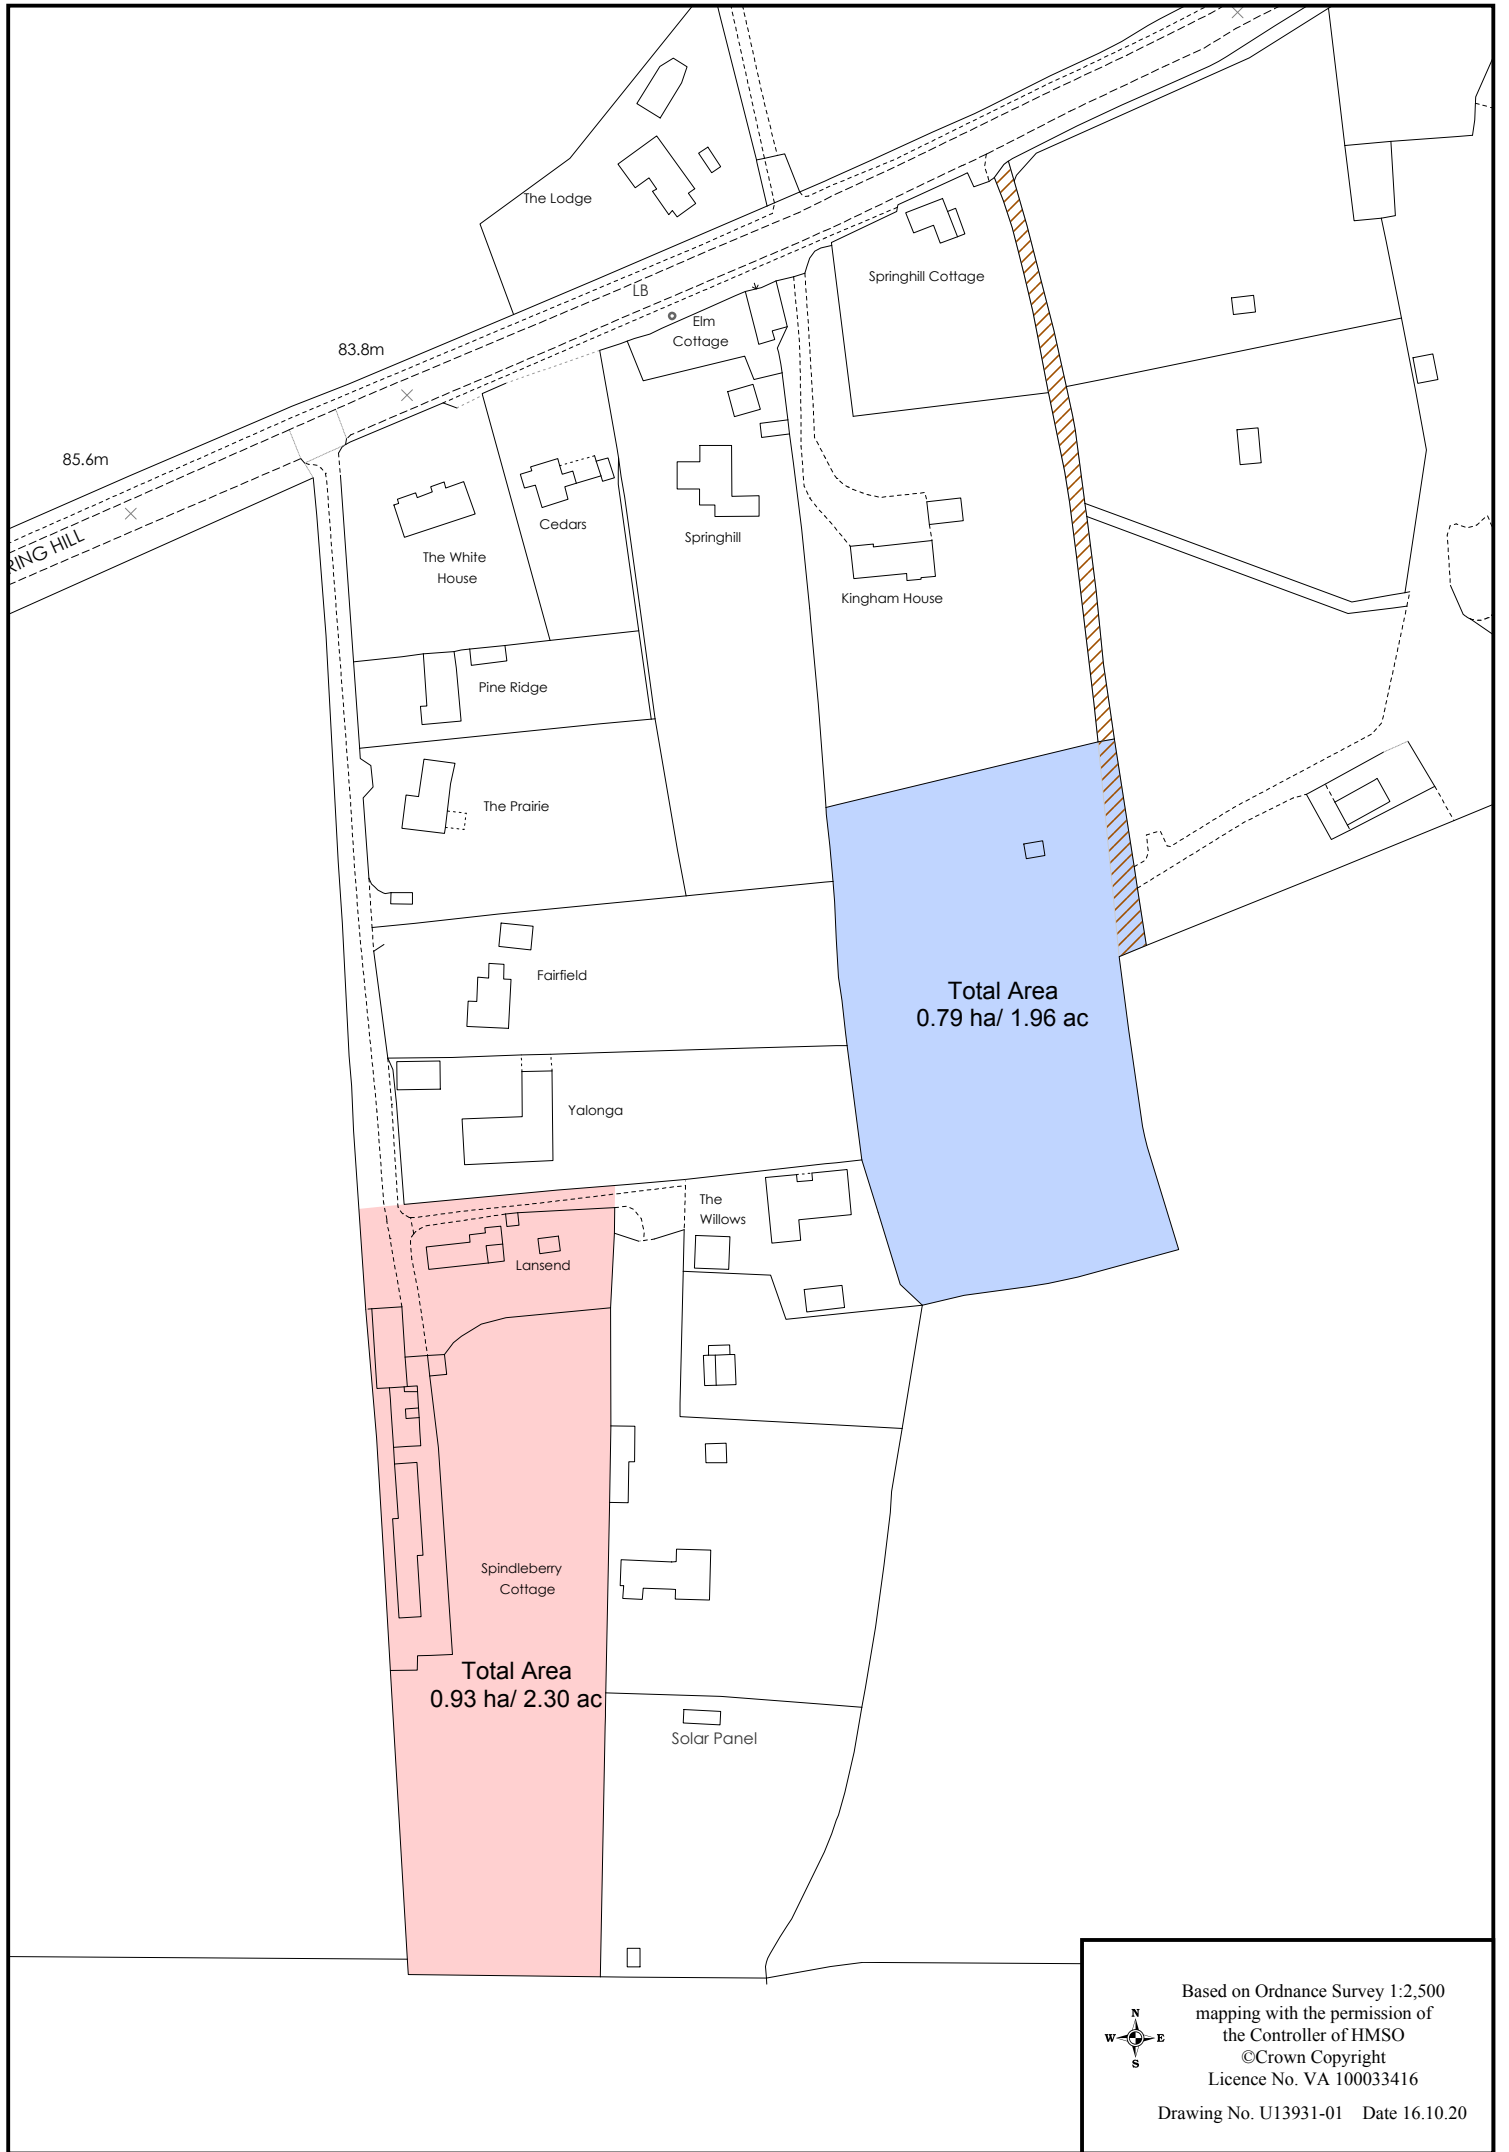 The Lodge
Springhill Cottage
LB
Elm
Cottage
83.8m
85.6m
RING HILL
Cedars
Springhill
The White
House
Kingham House
Pine Ridge
The Prairie
Fairfield
Total Area
0.79 ha/ 1.96 ac
Yalonga
The
Willows
Lansend
Spindleberry
Cottage
Total Area
0.93 ha/ 2.30 ac
Solar Panel
Based on Ordnance Survey 1:2,500
mapping with the permission of
the Controller of HMSO
©Crown Copyright
Licence No. VA 100033416
N
W E
S
Drawing No. U13931-01 Date 16.10.20